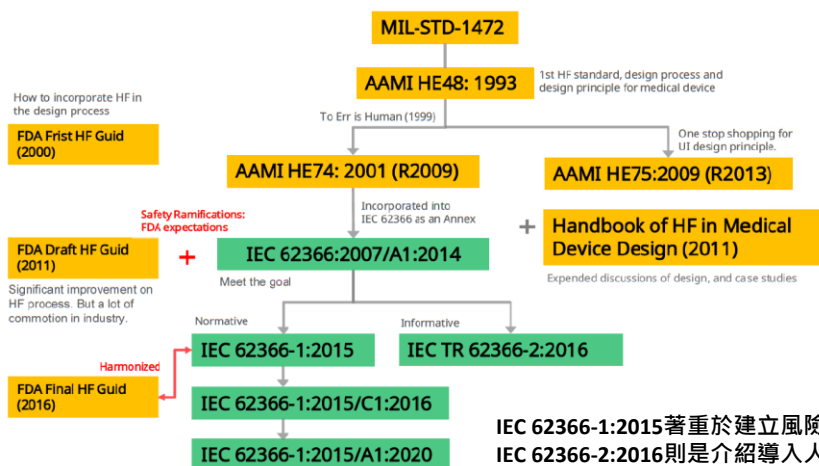 MIL-STD-1472
AAMI HE48: 1993
1st HF standard, design process and
design principle for medical device
How to incorporate HF in
the design process
FDA Frist HF Guid
(2000)
To Err is Human (1999)
One stop shopping for
UI design principle.
AAMI HE74: 2001 (R2009)
AAMI HE75:2009 (R2013)
Incorporated into
IEC 62366 as an Annex
Safety Ramifications:
FDA expectations
+
Handbook of HF in Medical
Device Design (2011)
Expended discussions of design, and case studies
FDA Draft HF Guid
(2011)
+
IEC 62366:2007/A1:2014
Significant improvement on
HF process. But a lot of
commotion in industry.
Meet the goal
Normative
Informative
IEC 62366-1:2015
IEC TR 62366-2:2016
Harmonized
FDA Final HF Guid
(2016)
IEC 62366-1:2015/C1:2016
IEC 62366-1:2015/A1:2020
IEC 62366-1:2015著重於建立風險
IEC 62366-2:2016則是介紹導入人